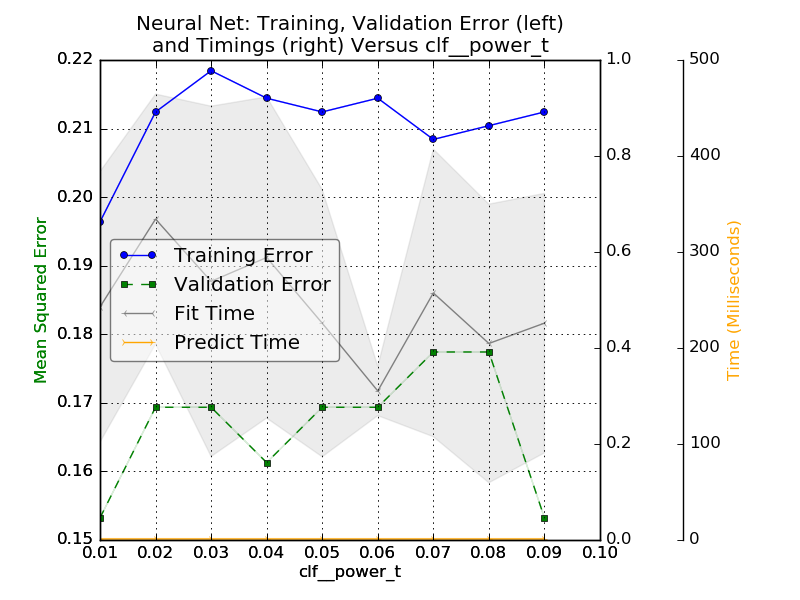 Neural Net: Training, Validation Error (left)
and Timings (right) Versus clf__power_t
0.22
0.21
0.20
0.19
0.18
0.17
0.16
0.15
Mean Squared Error
Training Error
Validation Error
Fit Time
Predict Time
0.01 0.02 0.03 0.04 0.05 0.06 0.07 0.08 0.09 0.10
clf__power_t
1.0
0.8
0.6
0.4
0.2
0.0
500
400
300
200
100
0
Time (Milliseconds)